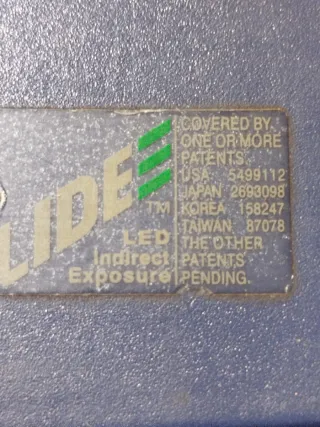 LIDE
TM
LED
Indirect
Exposure
COVERED BY
ONE OR MORE
PATENTS.
USA 5499112
JAPAN 2693098
KOREA 158247
TAIWAN 87078
THE OTHER
PATENTS
PENDING.